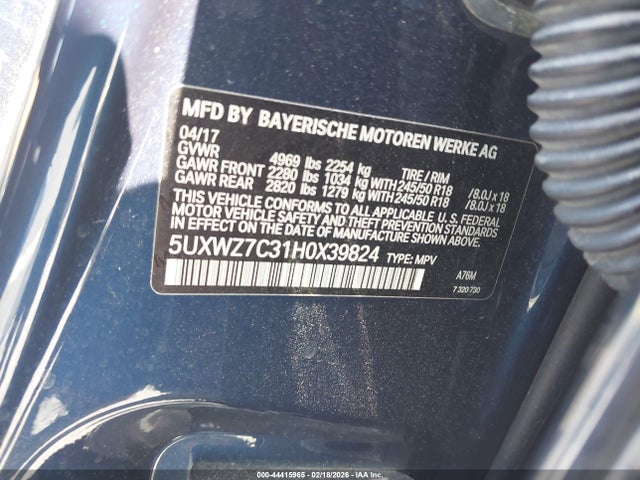 MFD BY BAYERISCHE MOTOREN WERKE AG
04/17
GVWR 4969 lbs 2254 kg TIRE / RIM
GAWR FRONT 2280 lbs 1034 kg WITH 245/50 R18 /8.0J x 18
GAWR REAR 2820 lbs 1279 kg WITH 245/50 R18 /8.0J x 18
THIS VEHICLE CONFORMS TO ALL APPLICABLE U. S. FEDERAL
MOTOR VEHICLE SAFETY AND THEFT PREVENTION STANDARDS
IN EFFECT ON THE DATE OF MANUFACTURE SHOWN ABOVE.
5UXWZ7C31H0X39824 TYPE: MPV
A76M
7 320 730
000-44415965 02/18/2026 - IAA MARCOM